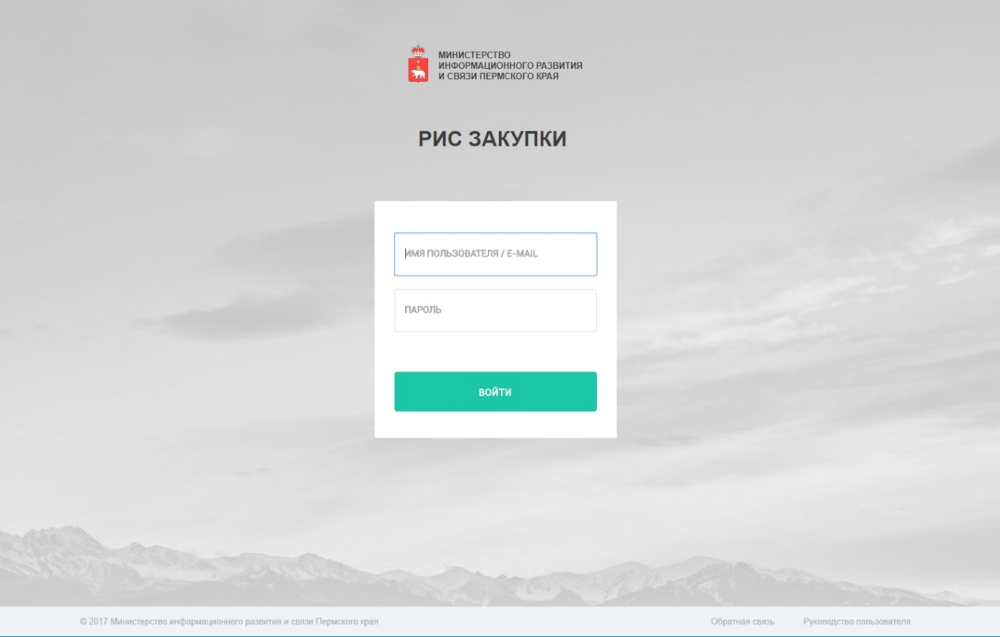 МИНИСТЕРСТВО
ИНФОРМАЦИОННОГО РАЗВИТИЯ
И СВЯЗИ ПЕРМСКОГО КРАЯ
РИС ЗАКУПКИ
ИМЯ ПОЛЬЗОВАТЕЛЯ / E-MAIL
ПАРОЛЬ
ВОЙТИ
© 2017 Министерство информационного развития и связи Пермского края
Обратная связь
Руководство пользователя